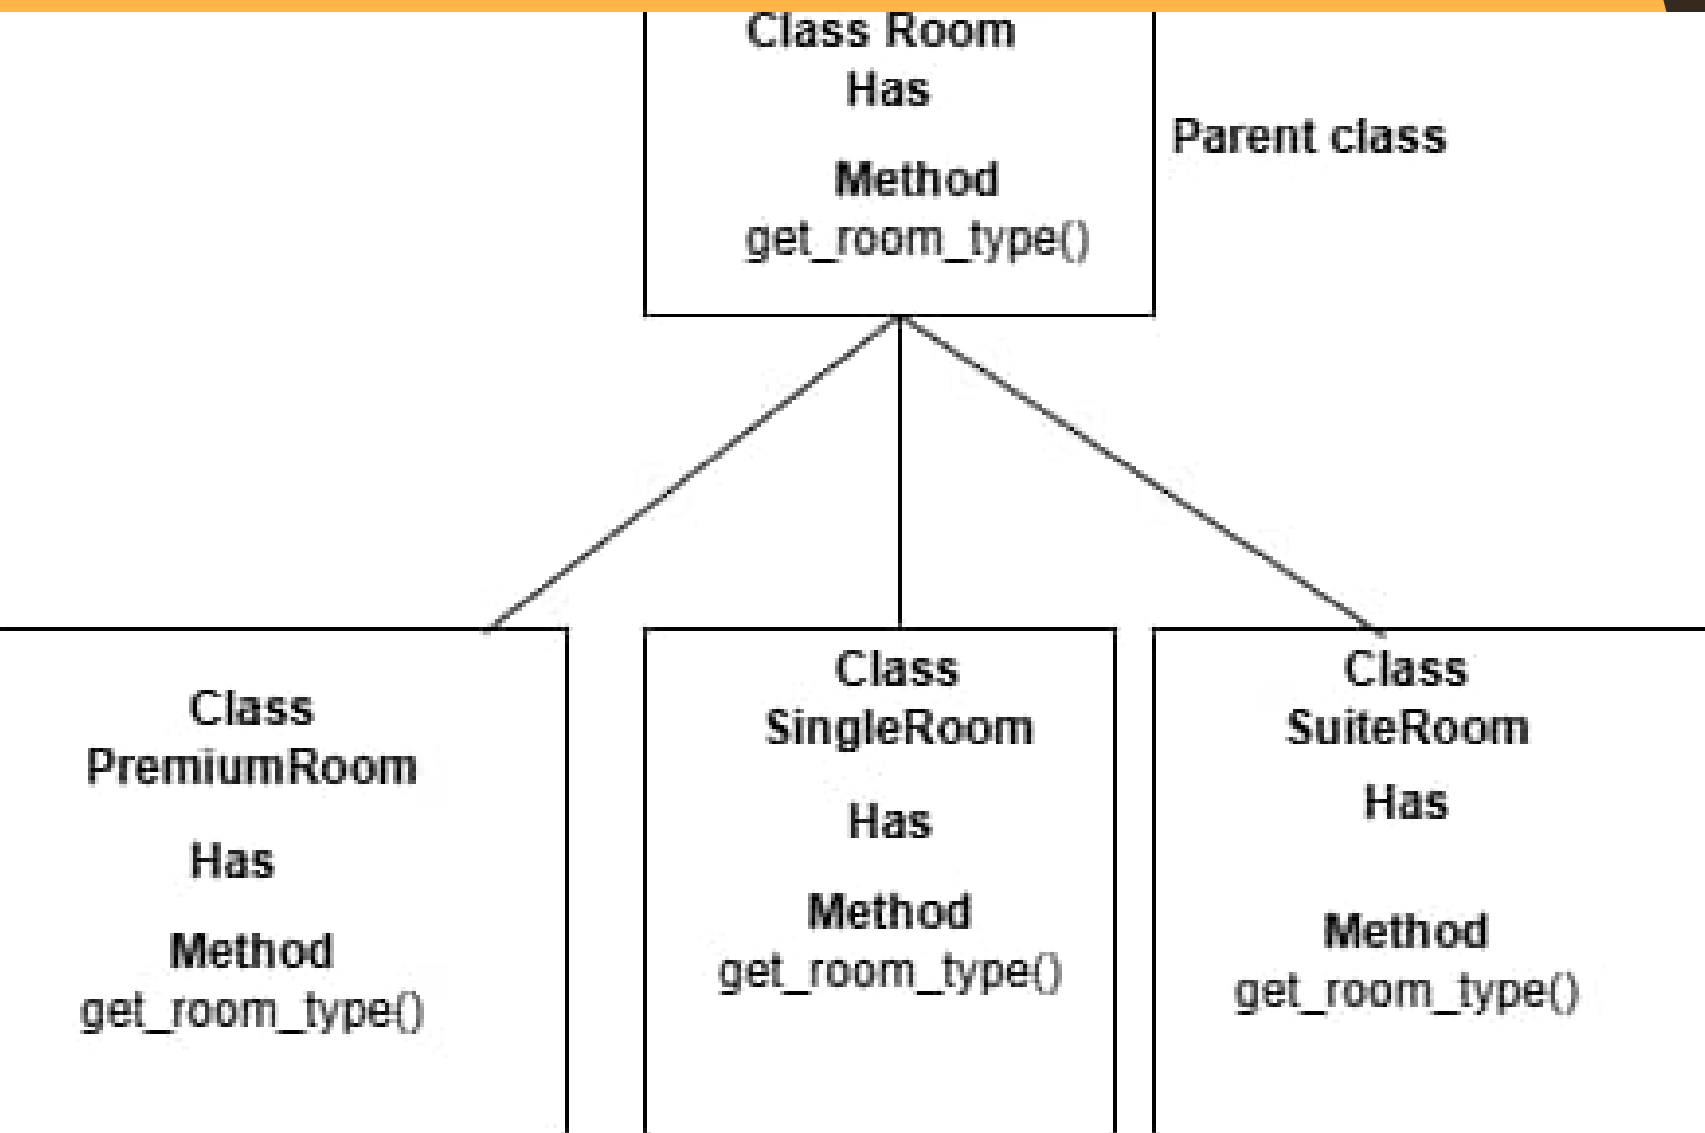 Class Room
Has
Method
get_room_type()
Parent class
Class
PremiumRoom
Has
Method
get_room_type()
Class
SingleRoom
Has
Method
get_room_type()
Class
SuiteRoom
Has
Method
get_room_type()